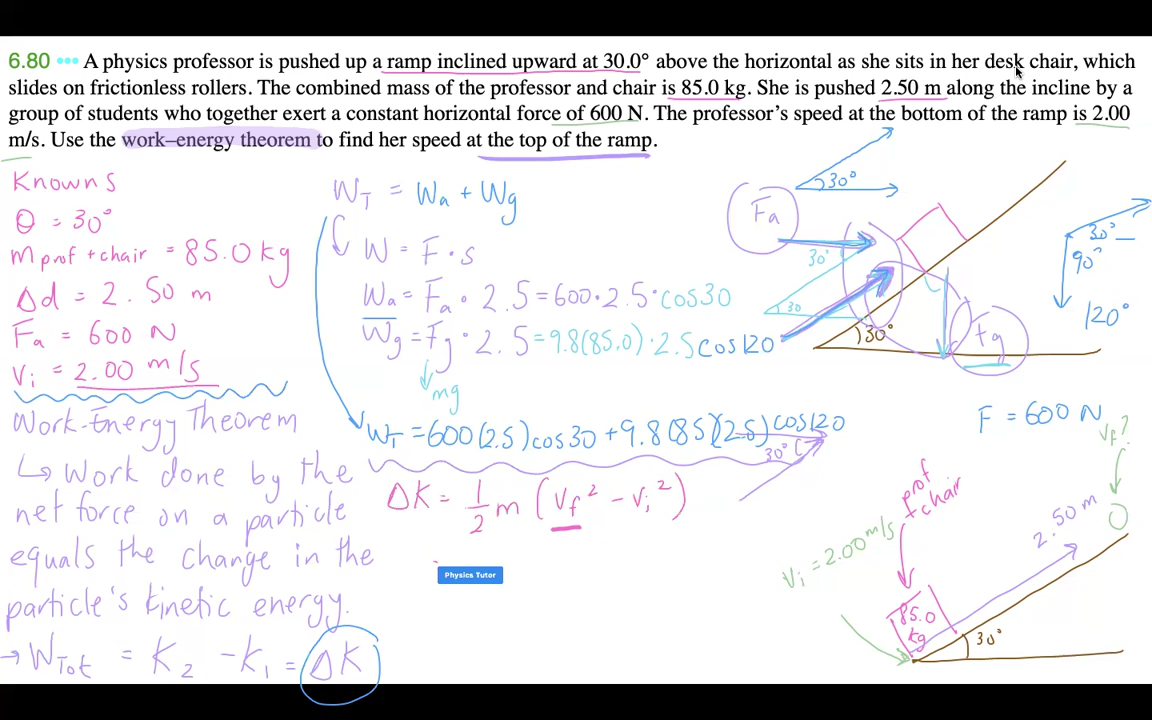 6.80 ••• A physics professor is pushed up a ramp inclined upward at 30.0° above the horizontal as she sits in her desk chair, which
slides on frictionless rollers. The combined mass of the professor and chair is 85.0 kg. She is pushed 2.50 m along the incline by a
group of students who together exert a constant horizontal force of 600 N. The professor's speed at the bottom of the ramp is 2.00
m/s. Use the work–energy theorem to find her speed at the top of the ramp.
Knowns
θ = 30°
m prof + chair = 85.0 kg
Δd = 2.50 m
Fa = 600 N
Vi = 2.00 m/s
Work-Energy Theorem
↳ Work done by the
net force on a particle
equals the change in the
particle's kinetic energy.
→ WTot = K2 - K1 = ΔK
WT = Wa + Wg
W = F · s
Wa = Fa · 2.5 = 600 · 2.5 · cos30
Wg = Fg · 2.5 = 9.8(85.0) · 2.5 cos120
mg
WT = 600(2.5)cos30 + 9.8(85)(2.5)cos120
30°
ΔK = 1/2 m (Vf² - Vi²)
Physics Tutor
30°
Fa
30°
30
30°
Fg
30°
90°
120°
F = 600 N
Vf?
prof
+chair
2.50 m
Vi = 2.00 m/s
85.0
kg
30°